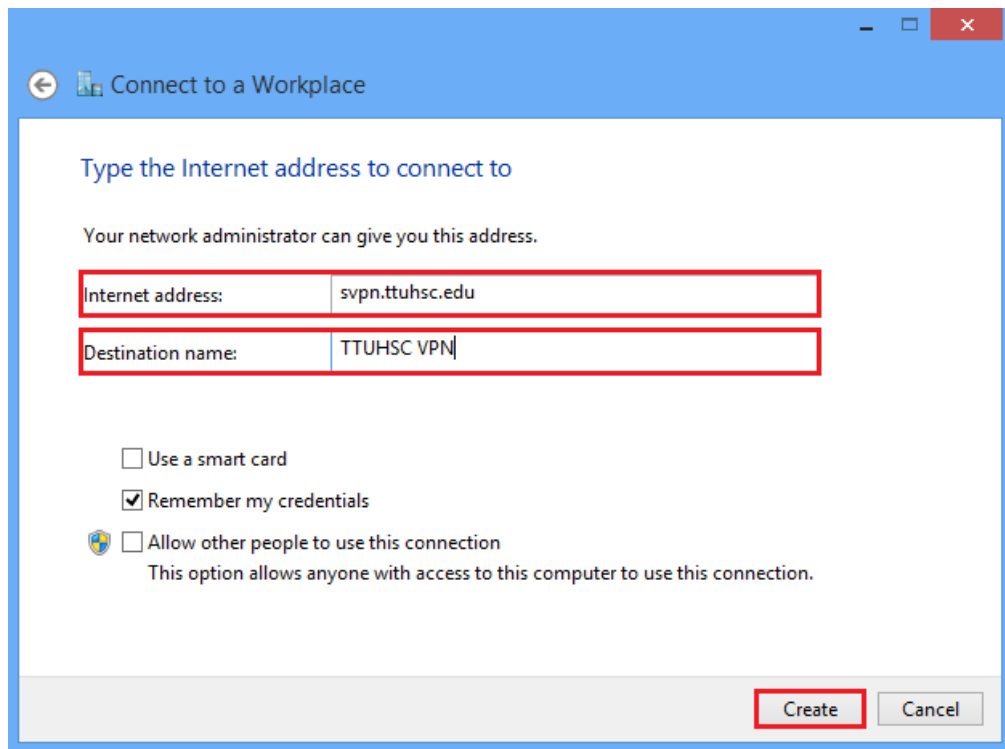 Connect to a Workplace
Type the Internet address to connect to
Your network administrator can give you this address.
Internet address: svpn.ttuhsc.edu
Destination name: TTUHSC VPN
Use a smart card
Remember my credentials
Allow other people to use this connection
This option allows anyone with access to this computer to use this connection.
Create Cancel